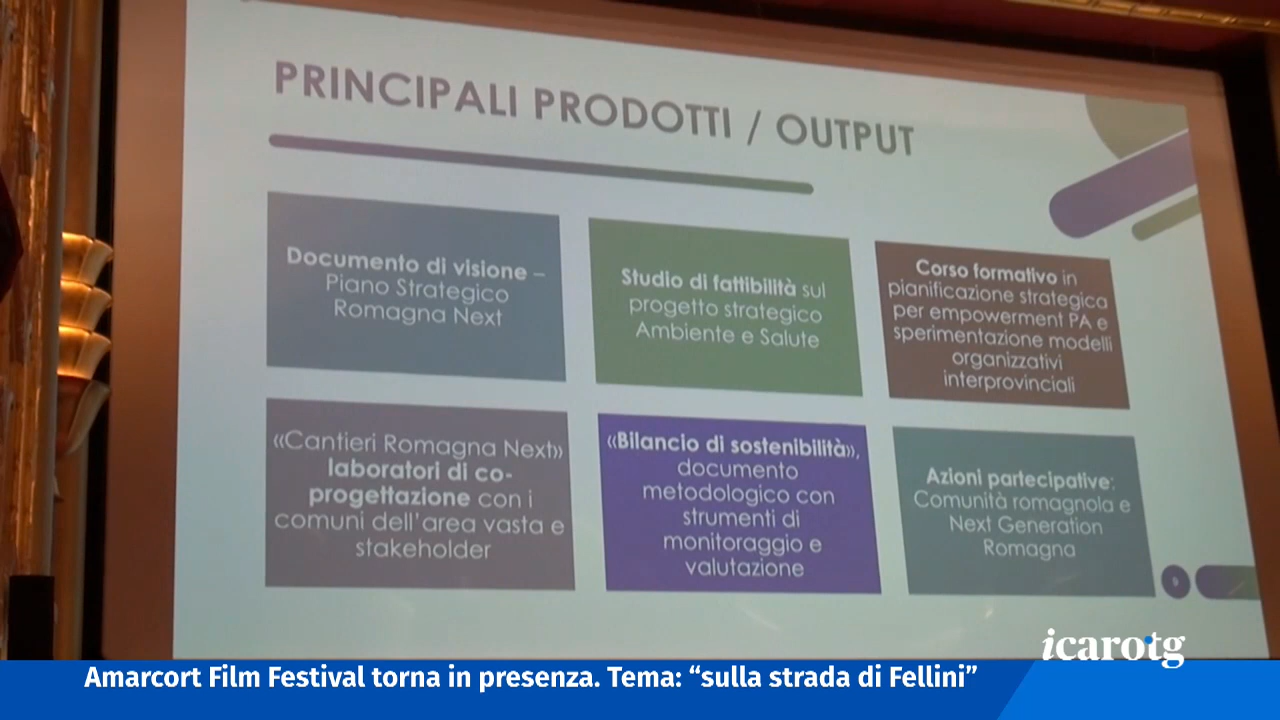 PRINCIPALI PRODOTTI / OUTPUT
Documento di visione –
Piano Strategico
Romagna Next
Studio di fattibilità sul
progetto strategico
Ambiente e Salute
Corso formativo in
pianificazione strategica
per empowerment PA e
sperimentazione modelli
organizzativi
interprovinciali
«Cantieri Romagna Next»
laboratori di co-
progettazione con i
comuni dell'area vasta e
stakeholder
«Bilancio di sostenibilità»,
documento
metodologico con
strumenti di
monitoraggio e
valutazione
Azioni partecipative:
Comunità romagnola e
Next Generation
Romagna
icarotg
Amarcort Film Festival torna in presenza. Tema: “sulla strada di Fellini”